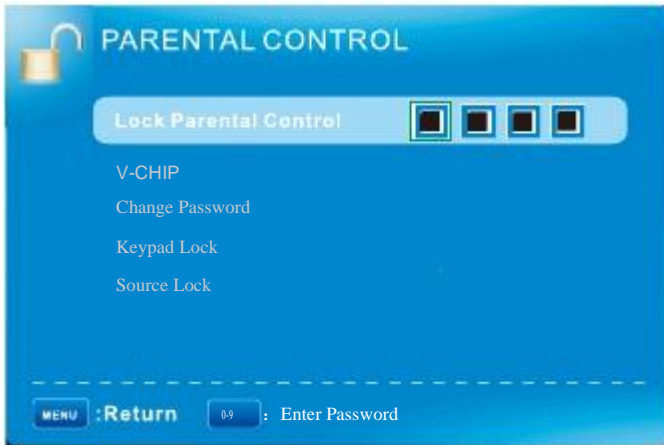 PARENTAL CONTROL
Lock Parental Control
V-CHIP
Change Password
Keypad Lock
Source Lock
MENU :Return 0-9 : Enter Password